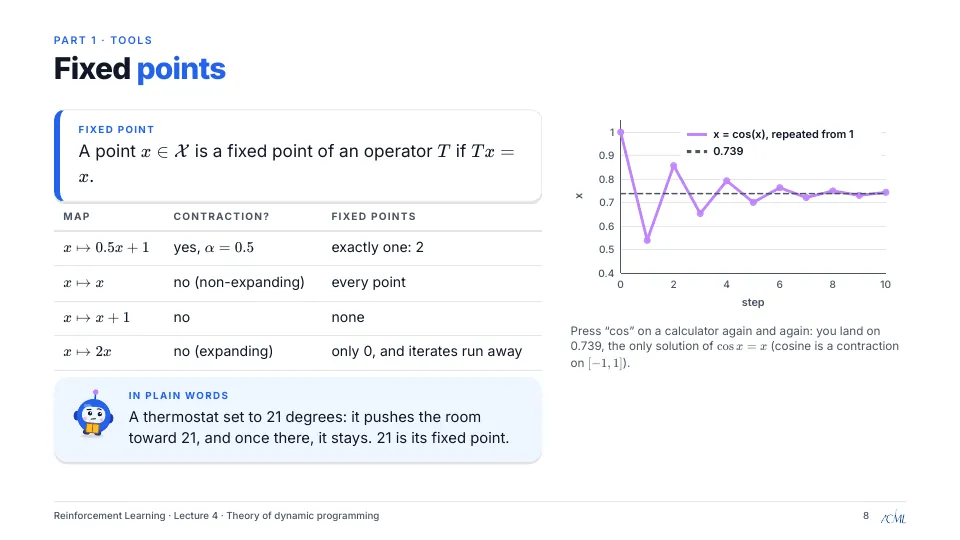 PART 1 · TOOLS
Fixed points
FIXED POINT
A point x ∈ 𝒳 is a fixed point of an operator T if Tx =
x.
MAP CONTRACTION? FIXED POINTS
x ↦ 0.5x + 1 yes, α = 0.5 exactly one: 2
x ↦ x no (non-expanding) every point
x ↦ x + 1 no none
x ↦ 2x no (expanding) only 0, and iterates run away
IN PLAIN WORDS
A thermostat set to 21 degrees: it pushes the room
toward 21, and once there, it stays. 21 is its fixed point.
x = cos(x), repeated from 1
0.739
1
0.9
0.8
0.7
0.6
0.5
0.4
x
0 2 4 6 8 10
step
Press “cos” on a calculator again and again: you land on
0.739, the only solution of cos x = x (cosine is a contraction
on [−1, 1]).
Reinforcement Learning · Lecture 4 · Theory of dynamic programming
8
ACML